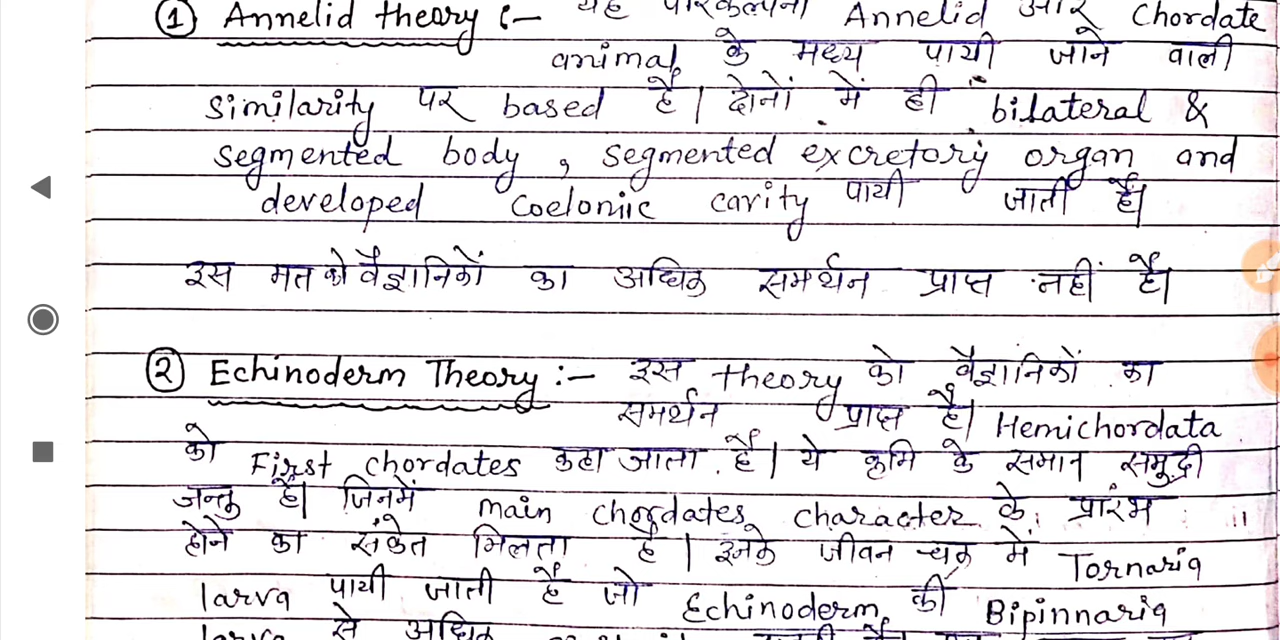 ① Annelid theory :- यह परिकल्पना Annelid और Chordate
animal के मध्य पायी जाने वाली
similarity पर based है। दोनों में ही bilateral &
segmented body, segmented excretory organ and
developed coelomic cavity पायी जाती हैं।
इस मत को वैज्ञानिकों का अधिक समर्थन प्राप्त नहीं है।
② Echinoderm Theory :- इस theory को वैज्ञानिकों का
समर्थन प्राप्त है। Hemichordata
को First chordates कहा जाता है। ये कृमि के समान समुद्री
जन्तु हैं। जिनमें main chordates character के प्रारंभ
होने का संकेत मिलता है। इनके जीवन चक्र में Tornaria
larva पायी जाती है जो Echinoderm की Bipinnaria
larva से अधिक